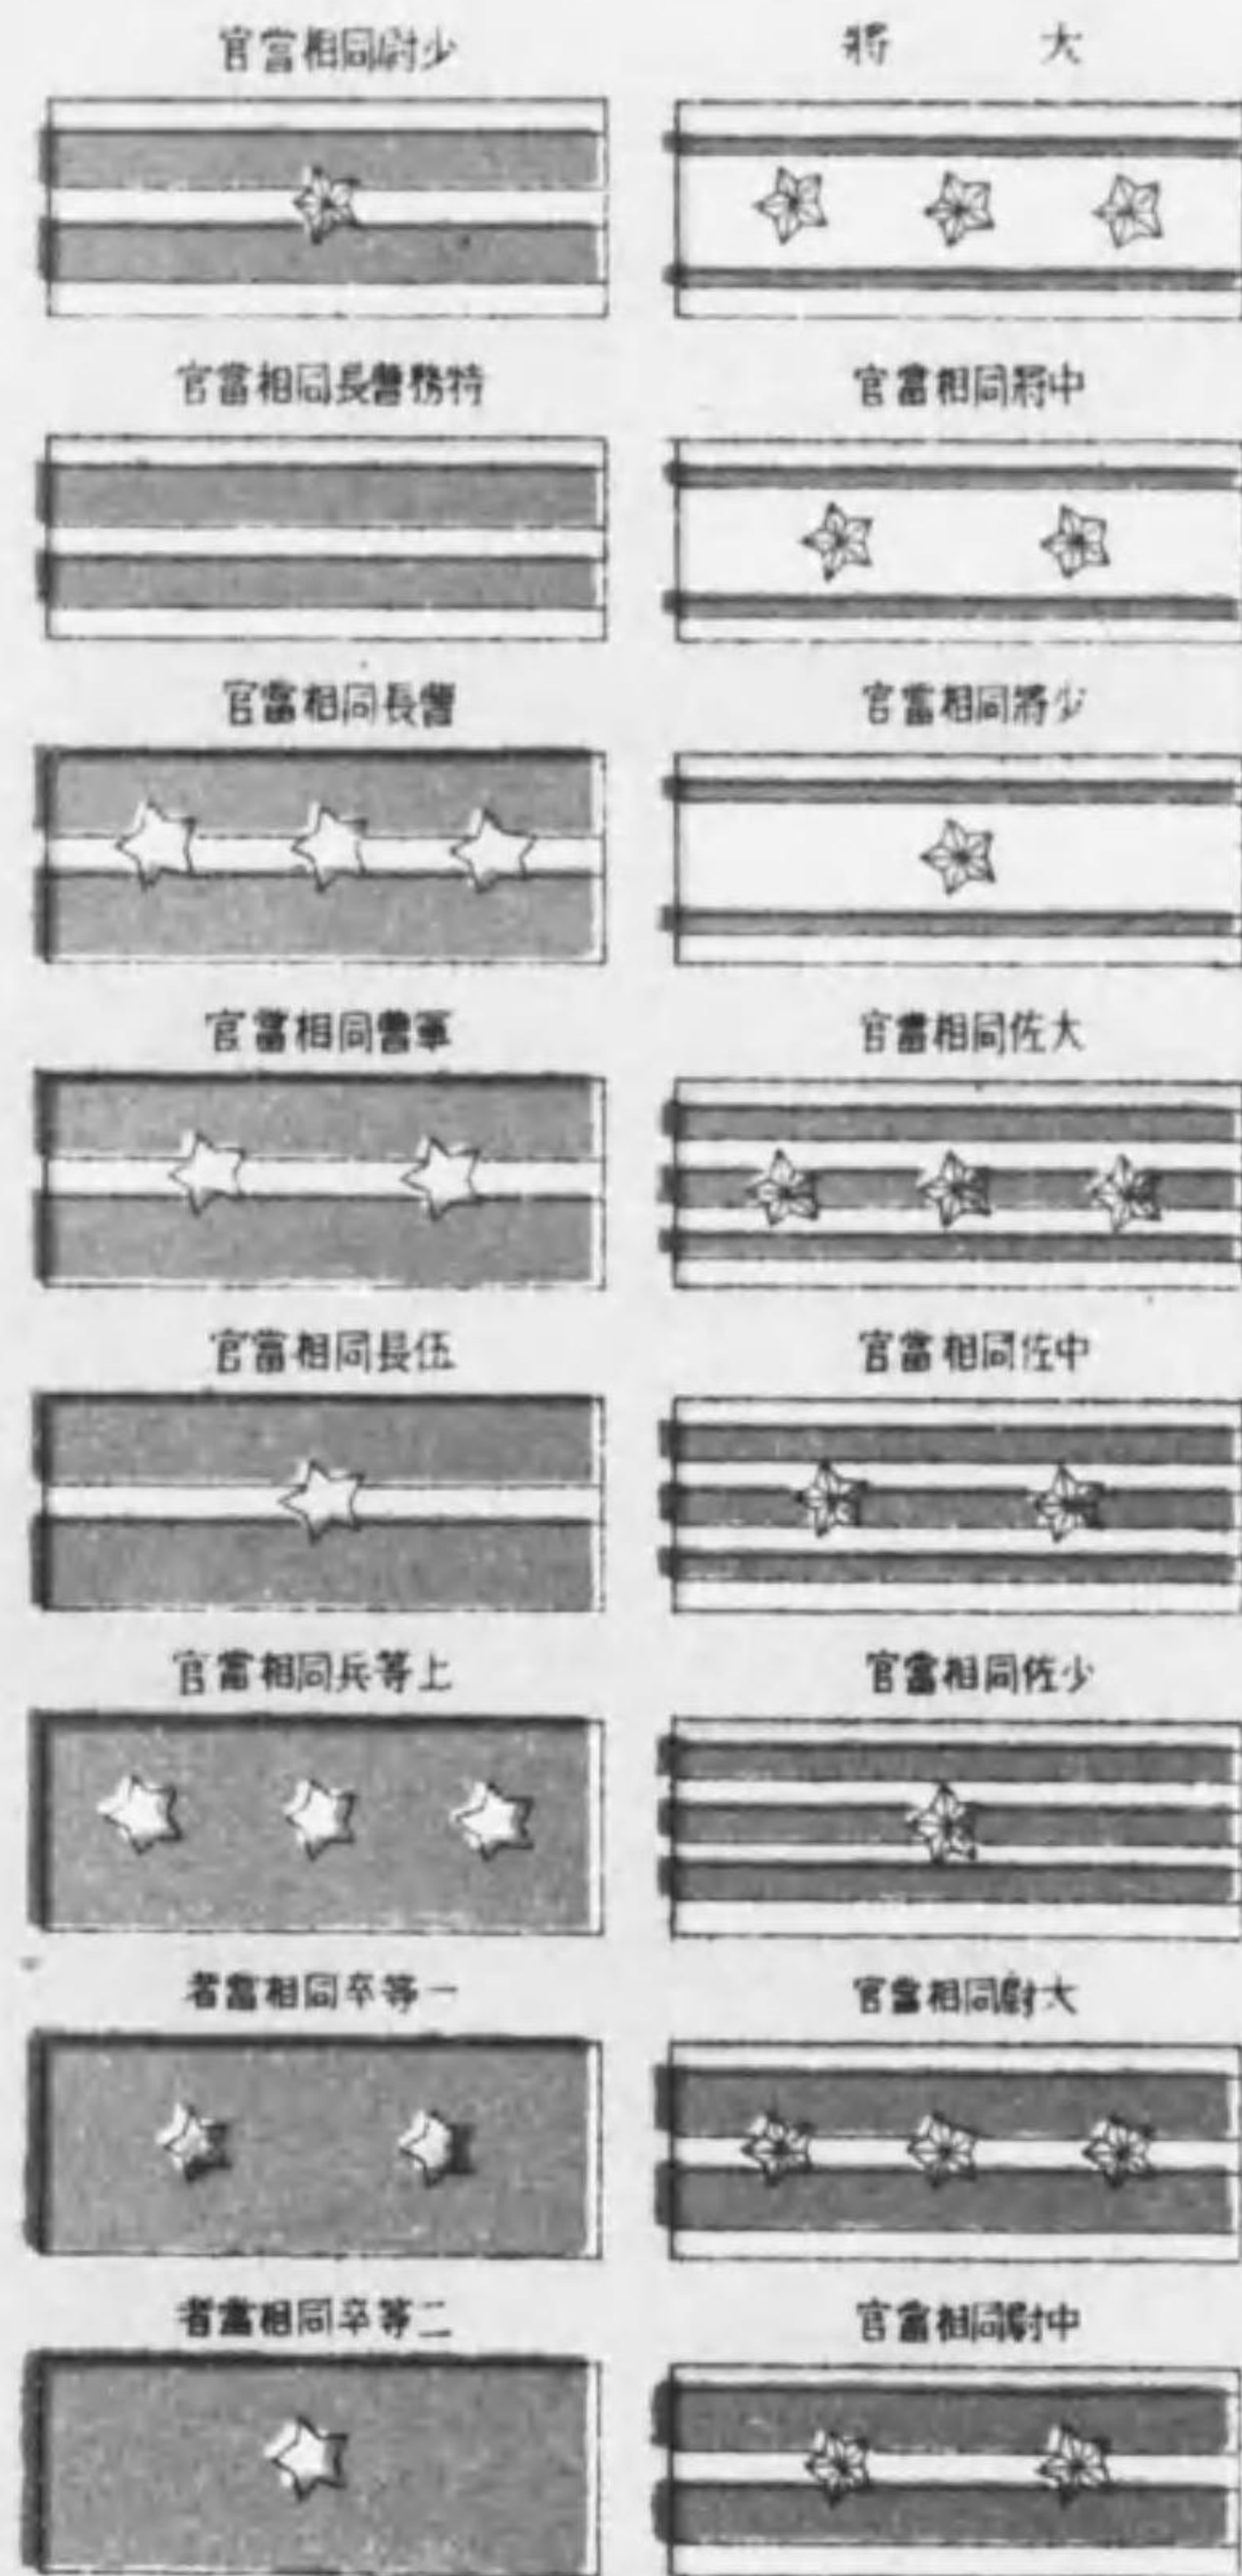 大將
中將同相當官
少將同相當官
大佐同相當官
中佐同相當官
少佐同相當官
大尉同相當官
中尉同相當官
少尉同相當官
特務曹長同相當官
曹長同相當官
軍曹同相當官
伍長同相當官
上等兵同相當官
一等卒同相當者
二等卒同相當者